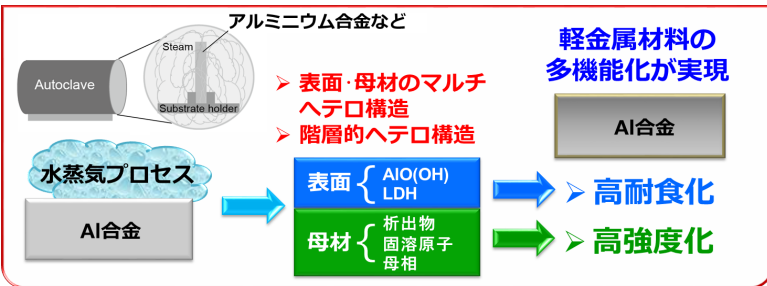 アルミニウム合金など
Steam
Autoclave
Substrate holder
水蒸気プロセス
Al合金
➢ 表面・母材のマルチ
ヘテロ構造
➢ 階層的ヘテロ構造
表面 { AlO(OH)
LDH
母材 { 析出物
固溶原子
母相
軽金属材料の
多機能化が実現
Al合金
➢ 高耐食化
➢ 高強度化